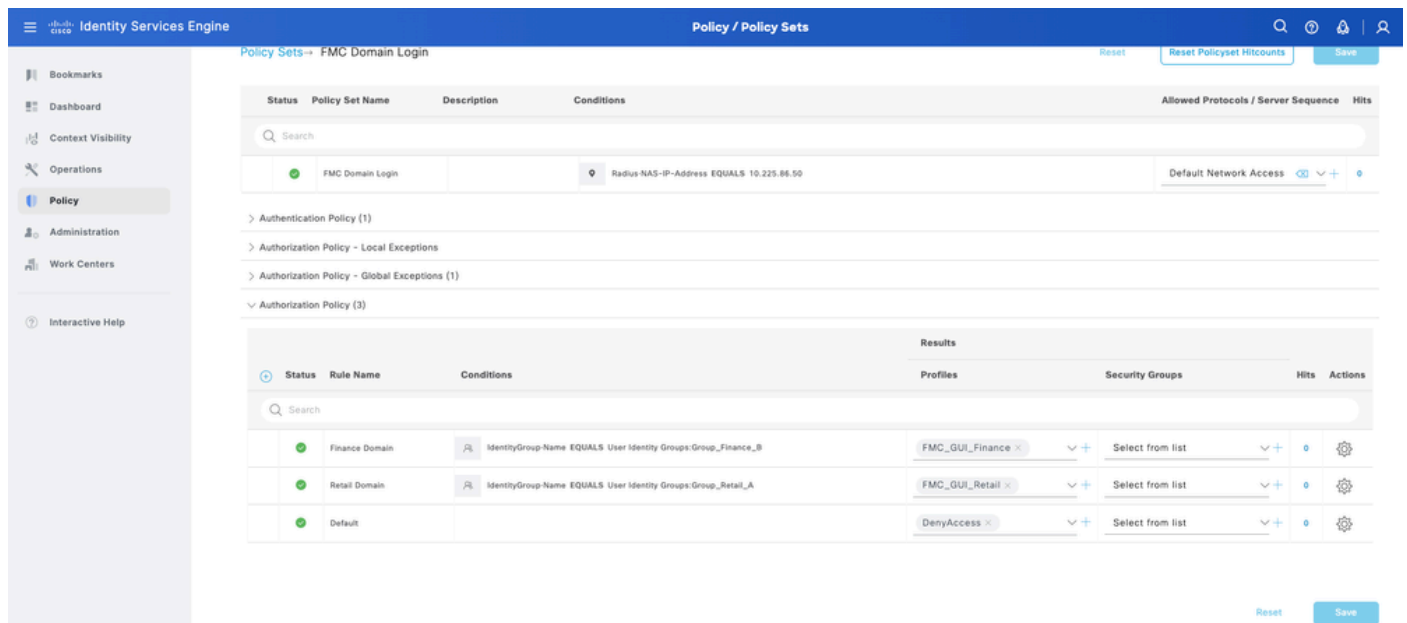 cisco Identity Services Engine Policy / Policy Sets
Policy Sets→ FMC Domain Login Reset Reset Policyset Hitcounts Save
Bookmarks
Dashboard
Context Visibility
Operations
Policy
Administration
Work Centers
Interactive Help
Status Policy Set Name Description Conditions Allowed Protocols / Server Sequence Hits
Search
FMC Domain Login Radius-NAS-IP-Address EQUALS 10.225.86.50 Default Network Access 0
Authentication Policy (1)
Authorization Policy - Local Exceptions
Authorization Policy - Global Exceptions (1)
Authorization Policy (3)
Results
Status Rule Name Conditions Profiles Security Groups Hits Actions
Search
Finance Domain IdentityGroup-Name EQUALS User Identity Groups:Group_Finance_B FMC_GUI_Finance Select from list 0
Retail Domain IdentityGroup-Name EQUALS User Identity Groups:Group_Retail_A FMC_GUI_Retail Select from list 0
Default DenyAccess Select from list 0
Reset Save